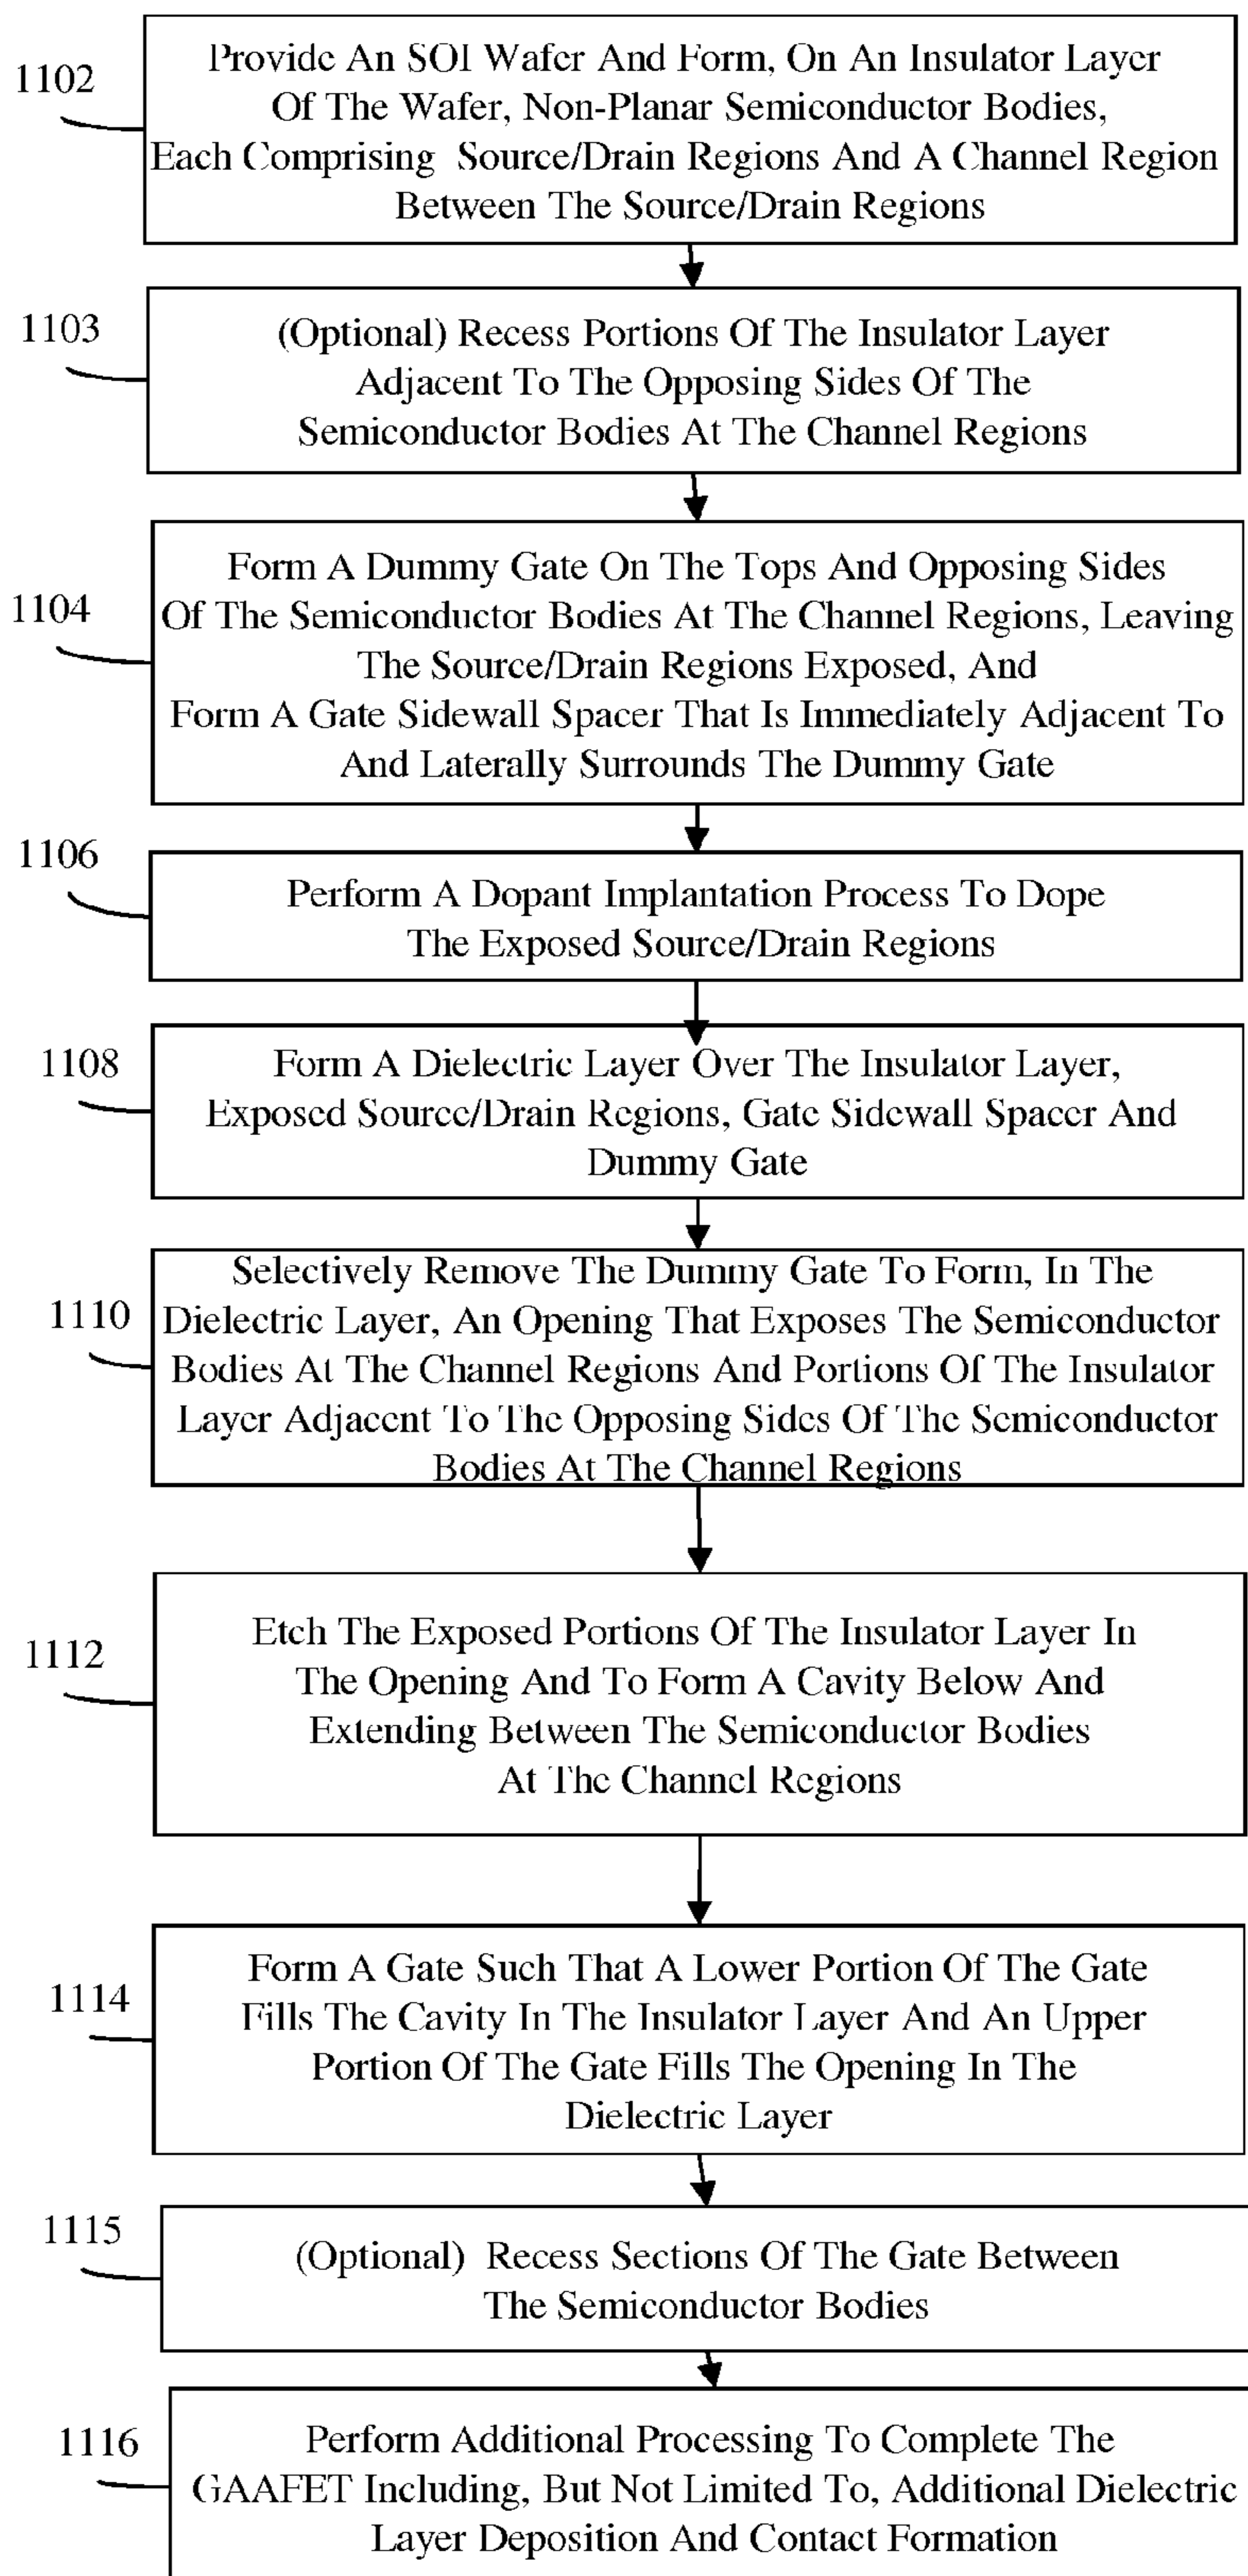 1102
Provide An SOI Wafer And Form, On An Insulator Layer
Of The Wafer, Non-Planar Semiconductor Bodies,
Each Comprising Source/Drain Regions And A Channel Region
Between The Source/Drain Regions
1103
(Optional) Recess Portions Of The Insulator Layer
Adjacent To The Opposing Sides Of The
Semiconductor Bodies At The Channel Regions
1104
Form A Dummy Gate On The Tops And Opposing Sides
Of The Semiconductor Bodies At The Channel Regions, Leaving
The Source/Drain Regions Exposed, And
Form A Gate Sidewall Spacer That Is Immediately Adjacent To
And Laterally Surrounds The Dummy Gate
1106
Perform A Dopant Implantation Process To Dope
The Exposed Source/Drain Regions
1108
Form A Dielectric Layer Over The Insulator Layer,
Exposed Source/Drain Regions, Gate Sidewall Spacer And
Dummy Gate
1110
Selectively Remove The Dummy Gate To Form, In The
Dielectric Layer, An Opening That Exposes The Semiconductor
Bodies At The Channel Regions And Portions Of The Insulator
Layer Adjacent To The Opposing Sides Of The Semiconductor
Bodies At The Channel Regions
1112
Etch The Exposed Portions Of The Insulator Layer In
The Opening And To Form A Cavity Below And
Extending Between The Semiconductor Bodies
At The Channel Regions
1114
Form A Gate Such That A Lower Portion Of The Gate
Fills The Cavity In The Insulator Layer And An Upper
Portion Of The Gate Fills The Opening In The
Dielectric Layer
1115
(Optional) Recess Sections Of The Gate Between
The Semiconductor Bodies
1116
Perform Additional Processing To Complete The
GAAFET Including, But Not Limited To, Additional Dielectric
Layer Deposition And Contact Formation